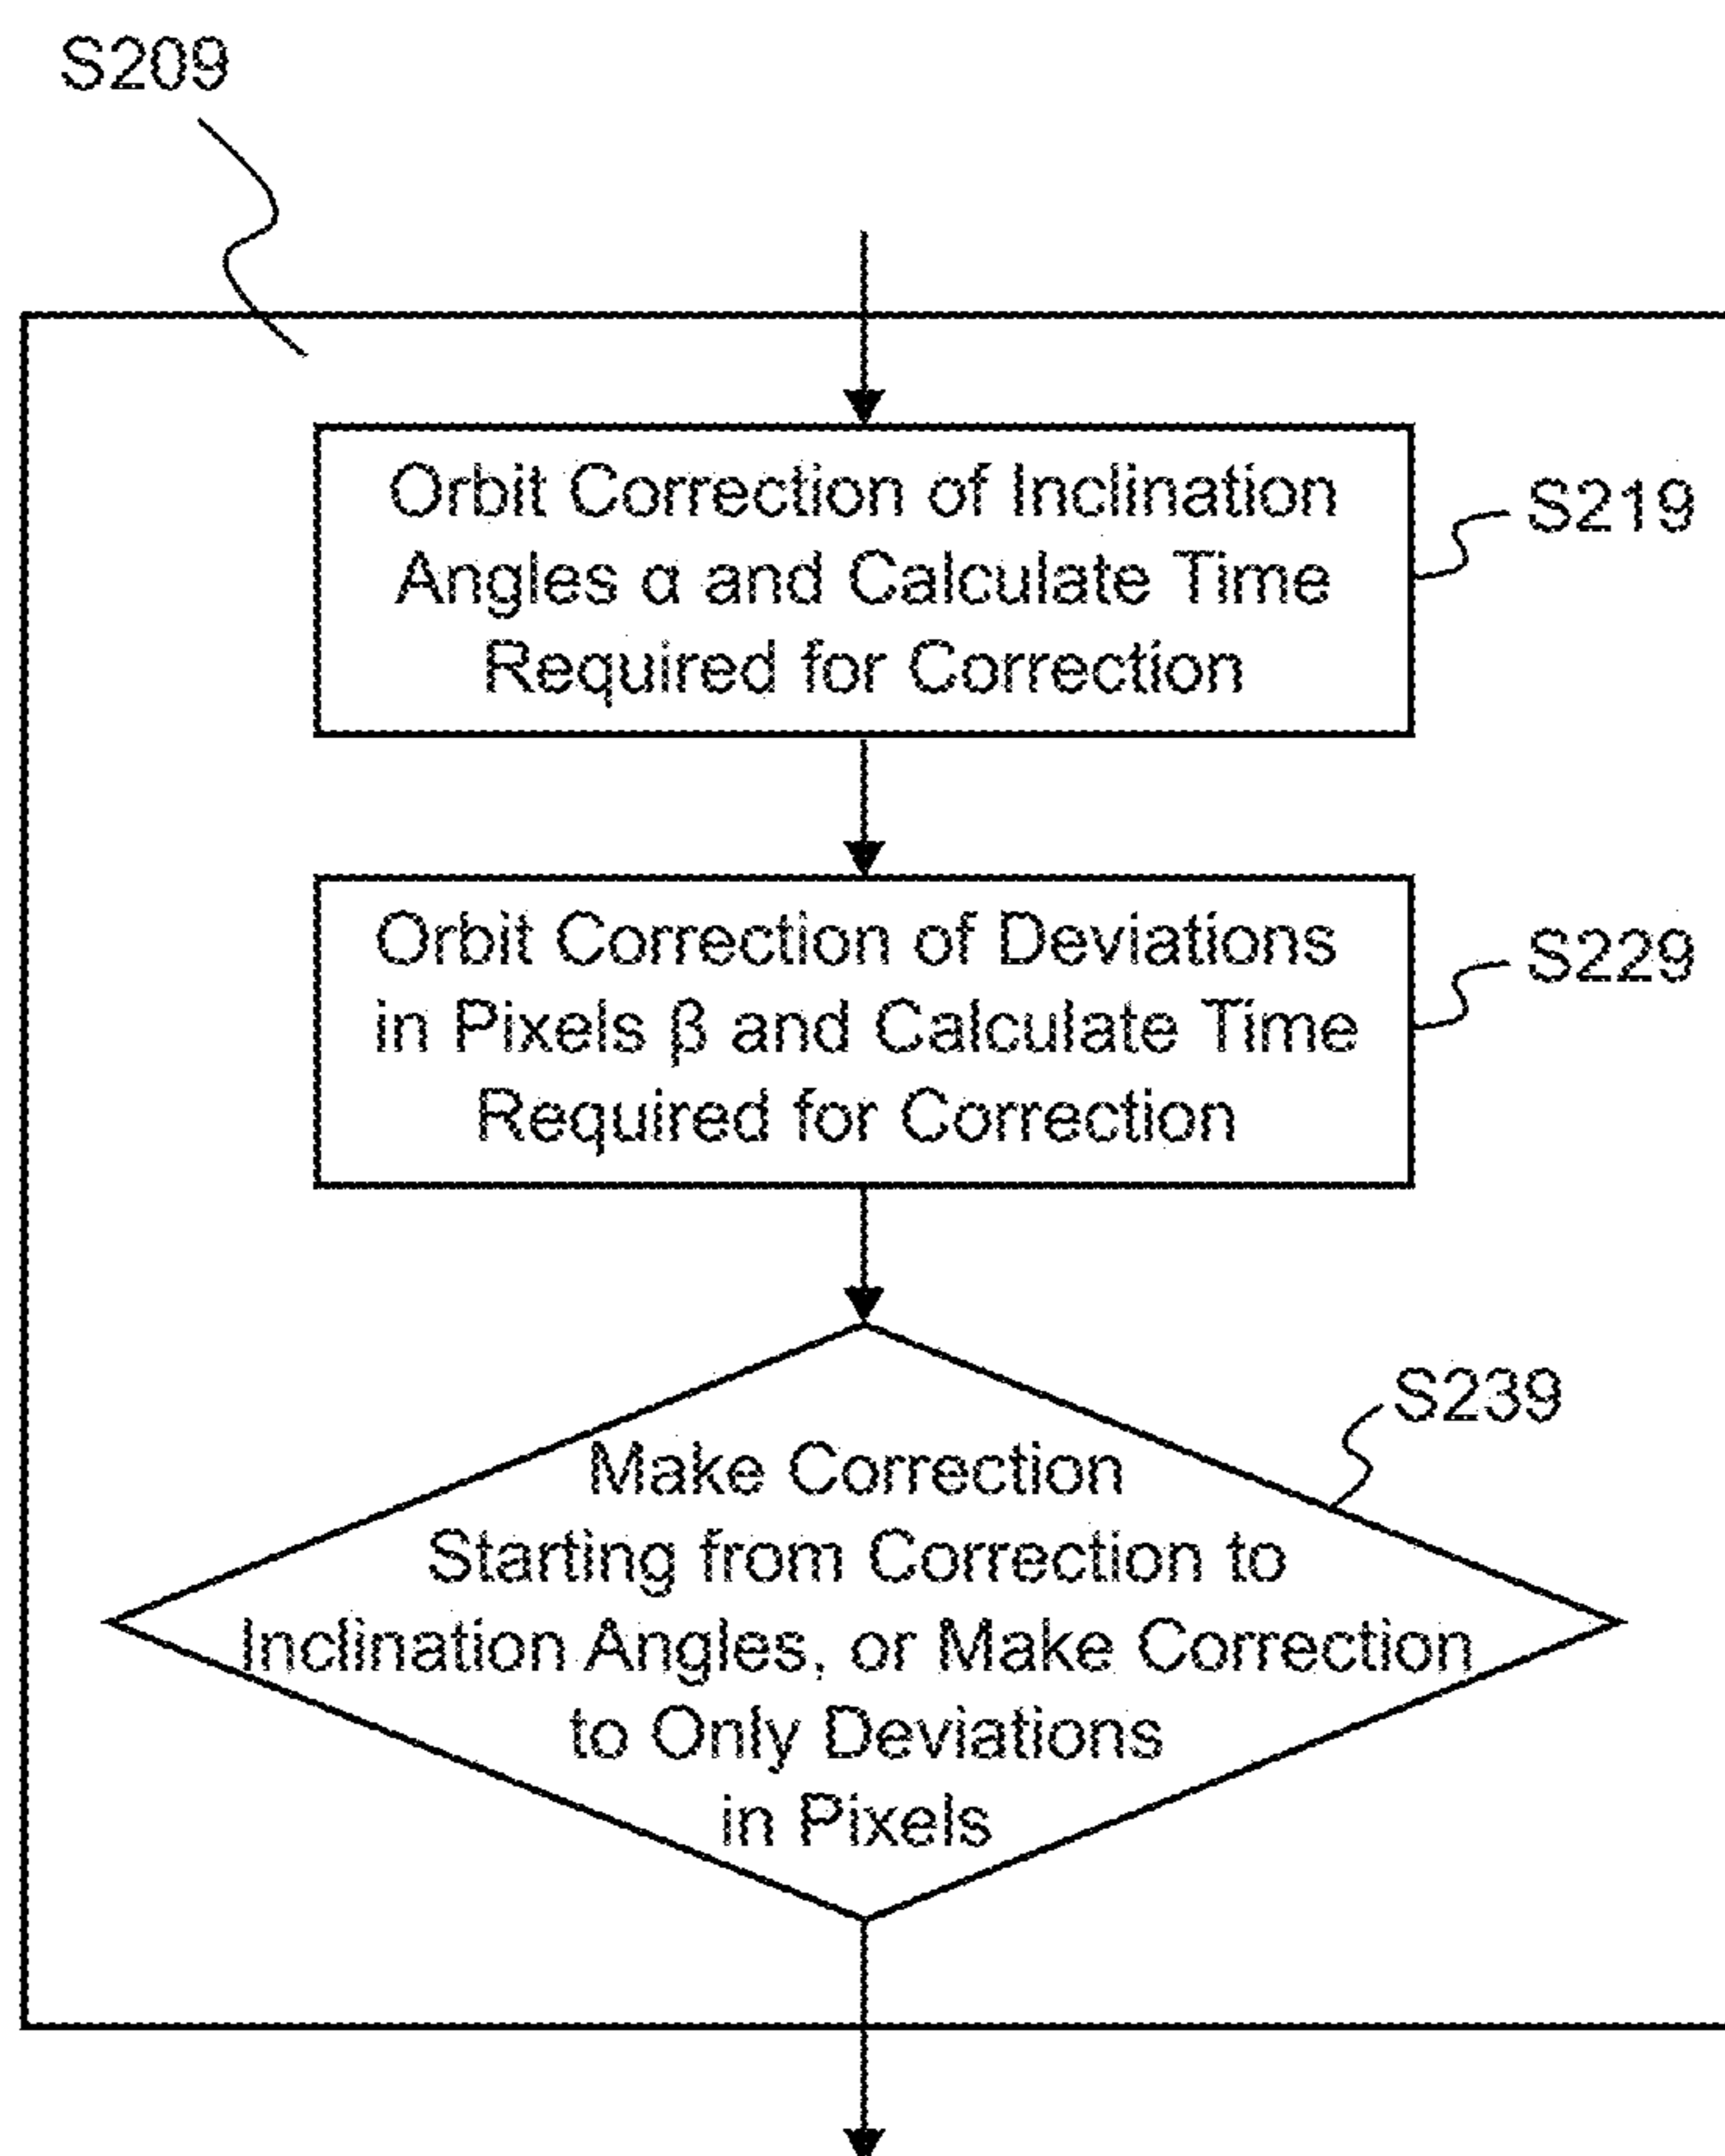 S209
Orbit Correction of Inclination
Angles α and Calculate Time
Required for Correction
S219
Orbit Correction of Deviations
in Pixels β and Calculate Time
Required for Correction
S229
S239
Make Correction
Starting from Correction to
Inclination Angles, or Make Correction
to Only Deviations
in Pixels